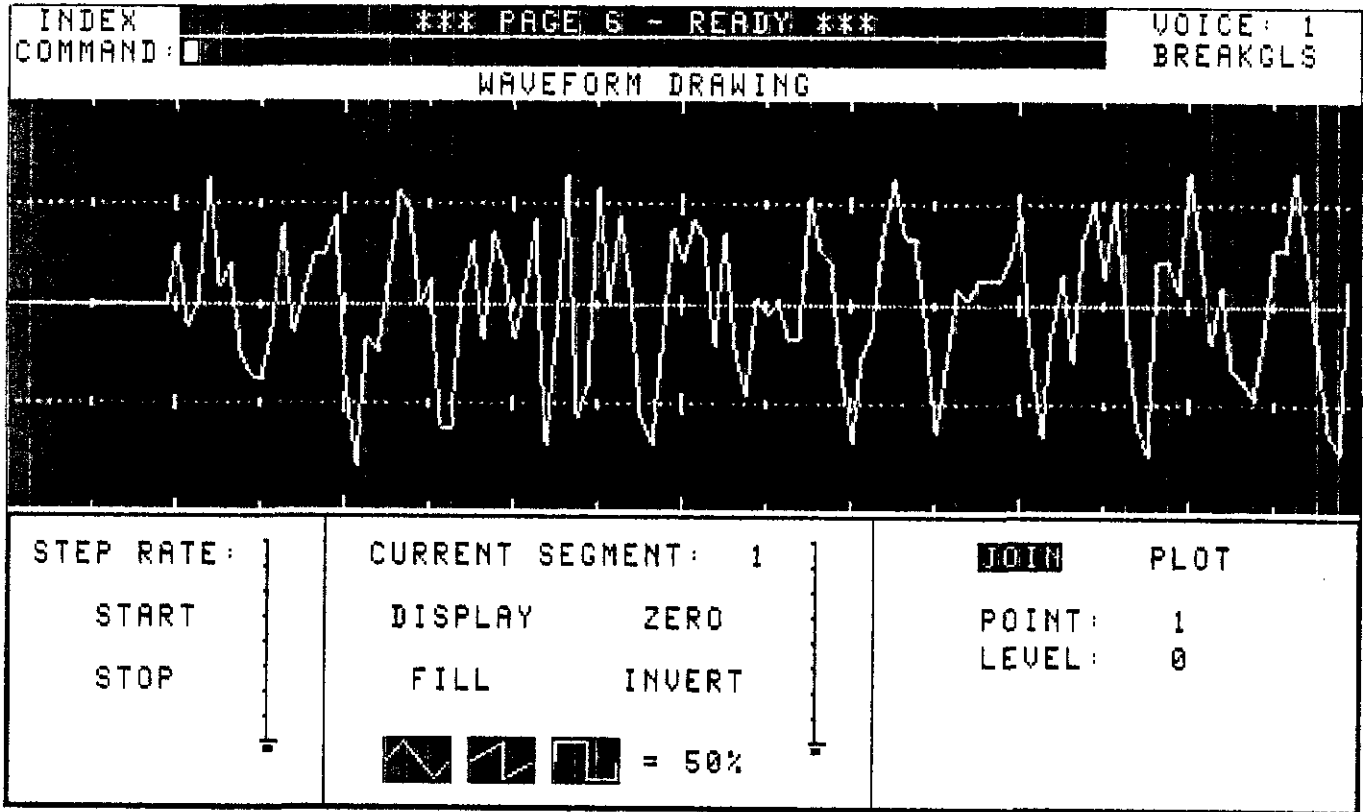 INDEX *** PAGE 6 - READY *** VOICE: 1
COMMAND: BREAKGLS
WAVEFORM DRAWING
STEP RATE: CURRENT SEGMENT: 1 JOIN PLOT
START DISPLAY ZERO POINT: 1
LEVEL: 0
STOP FILL INVERT
= 50%